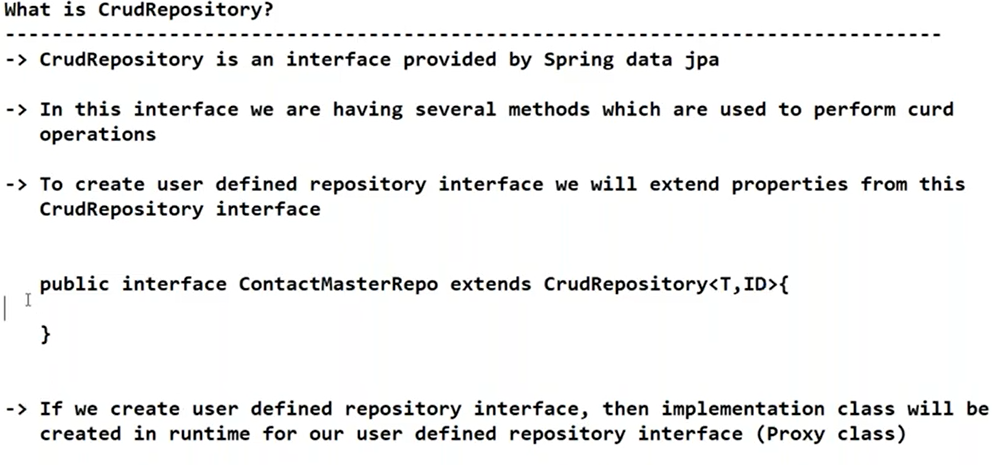 What is CrudRepository?
--------------------------------------------------------------------------------
-> CrudRepository is an interface provided by Spring data jpa
-> In this interface we are having several methods which are used to perform curd
operations
-> To create user defined repository interface we will extend properties from this
CrudRepository interface
public interface ContactMasterRepo extends CrudRepository<T,ID>{
}
-> If we create user defined repository interface, then implementation class will be
created in runtime for our user defined repository interface (Proxy class)